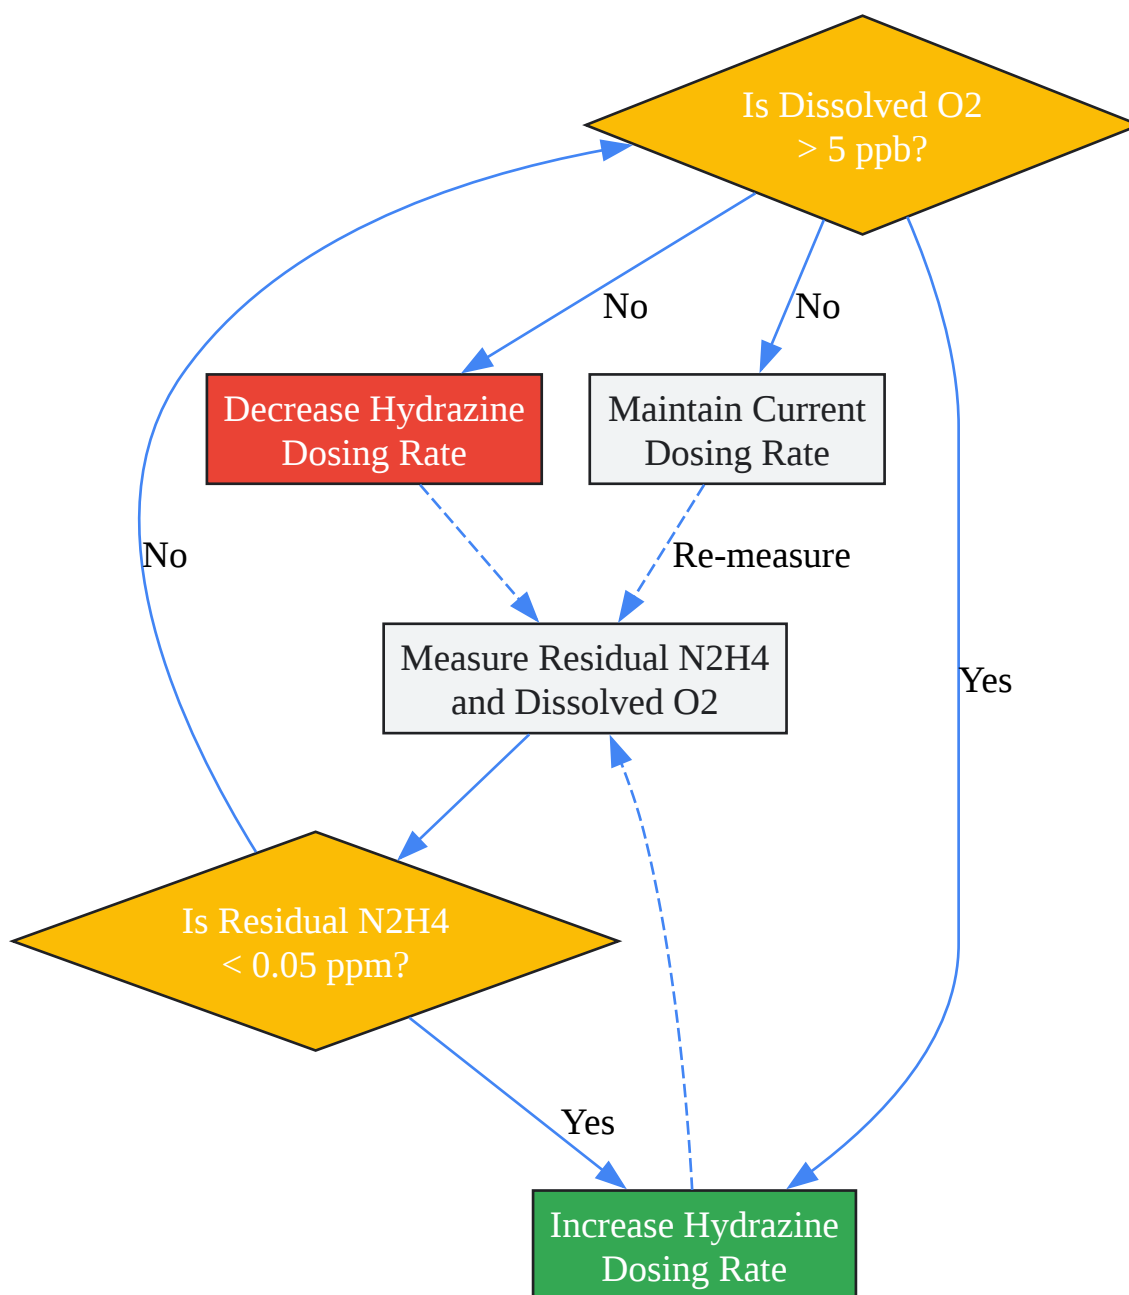 Is Dissolved O2
> 5 ppb?
No
No
Decrease Hydrazine
Dosing Rate
Maintain Current
Dosing Rate
No
Re-measure
Measure Residual N2H4
and Dissolved O2
Yes
Is Residual N2H4
< 0.05 ppm?
Yes
Increase Hydrazine
Dosing Rate